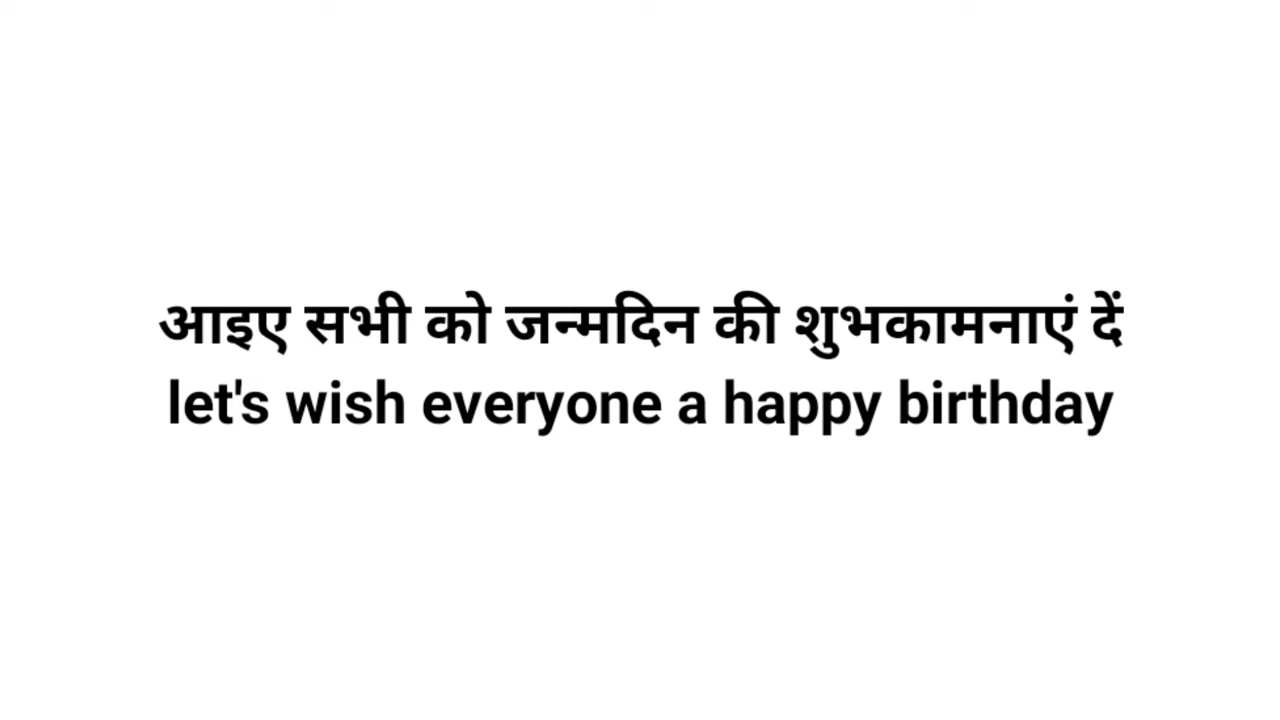 आइए सभी को जन्मदिन की शुभकामनाएं दें
let's wish everyone a happy birthday